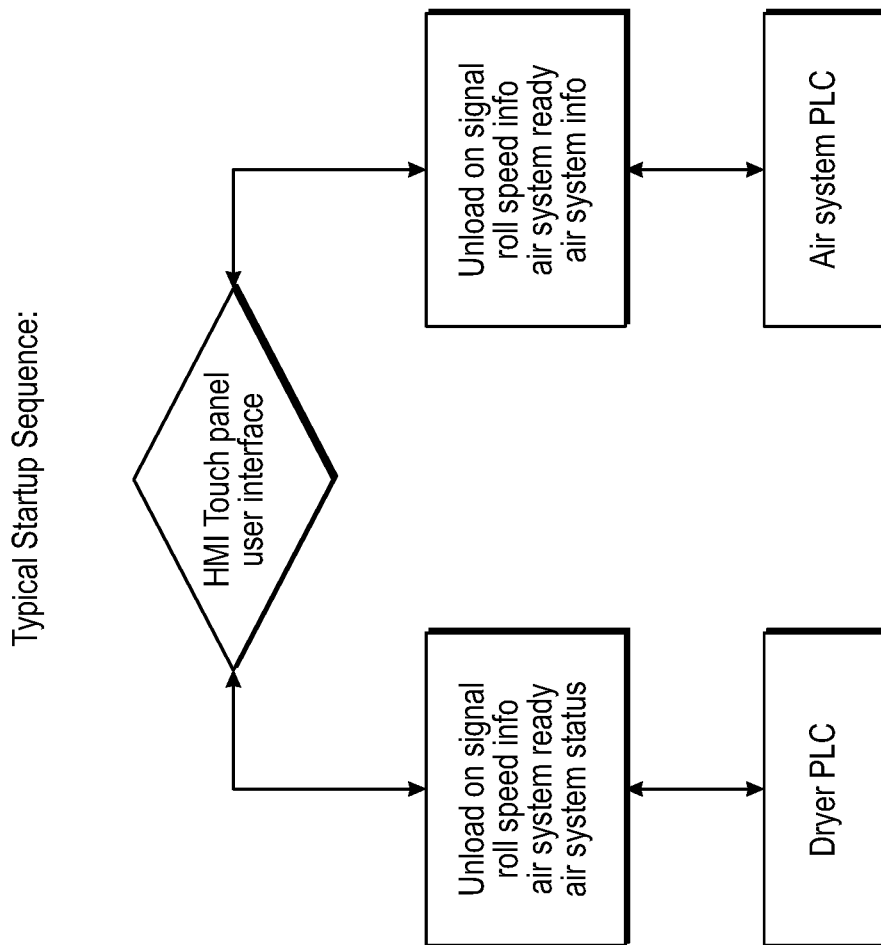 Typical Startup Sequence:
HMI Touch panel
user interface
Unload on signal
roll speed info
air system ready
air system status
Dryer PLC
Unload on signal
roll speed info
air system ready
air system info
Air system PLC